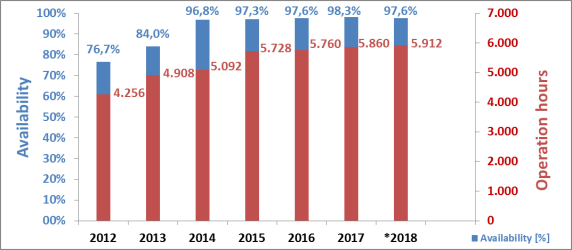 96,8% 97,3% 97,6% 98,3% 97,6%
100% 7.000
90% 84,0% 6.000
80% 76,7% 5.728 5.760 5.860 5.912
70% 4.908 5.092 5.000
60% 4.256 4.000
50%
40% 3.000
30% 2.000
20%
10% 1.000
00% 0
Availability
Operation hours
2012 2013 2014 2015 2016 2017 *2018
Availability [%]